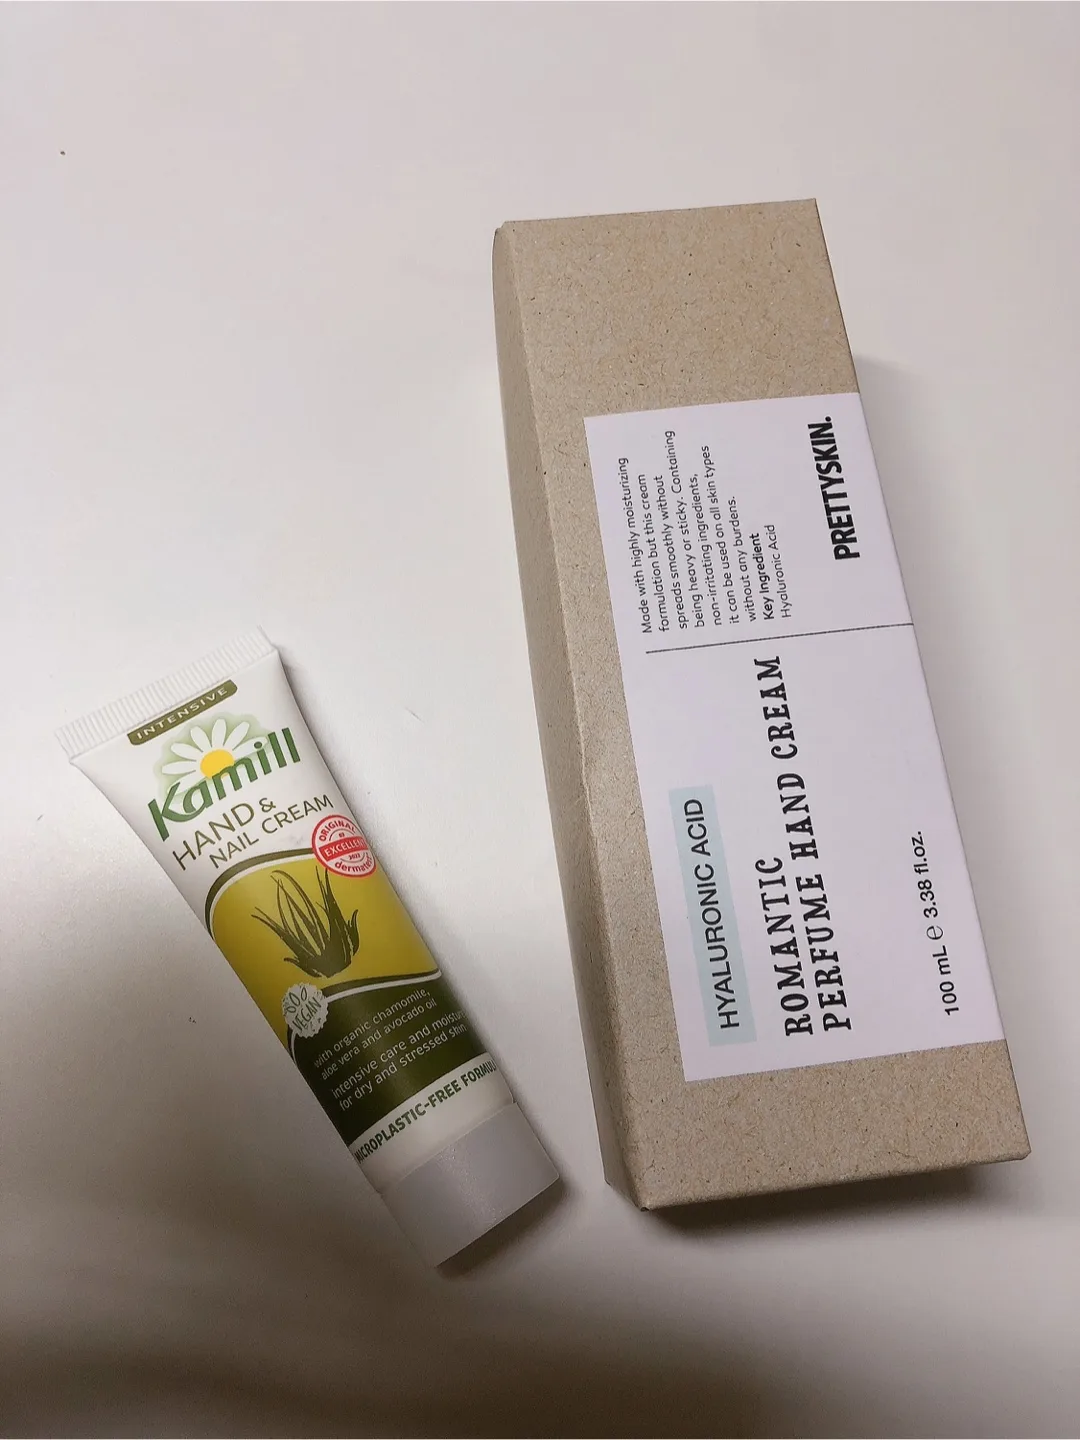 INTENSIVE
Kamill
HAND &
NAIL CREAM
ORIGINAL
EXCELLENT
VEGAN
with organic chamomile,
aloe vera and avocado oil
intensive care and moisture
for dry and stressed skin
MICROPLASTIC-FREE FORMULA
HYALURONIC ACID
ROMANTIC
PERFUME HAND CREAM
100 mL ℮ 3.38 fl.oz.
Made with highly moisturizing
formulation but this cream
spreads smoothly without
being heavy or sticky. Containing
non-irritating ingredients,
it can be used on all skin types
without any burdens.
Key Ingredient
Hyaluronic Acid
PRETTYSKIN.